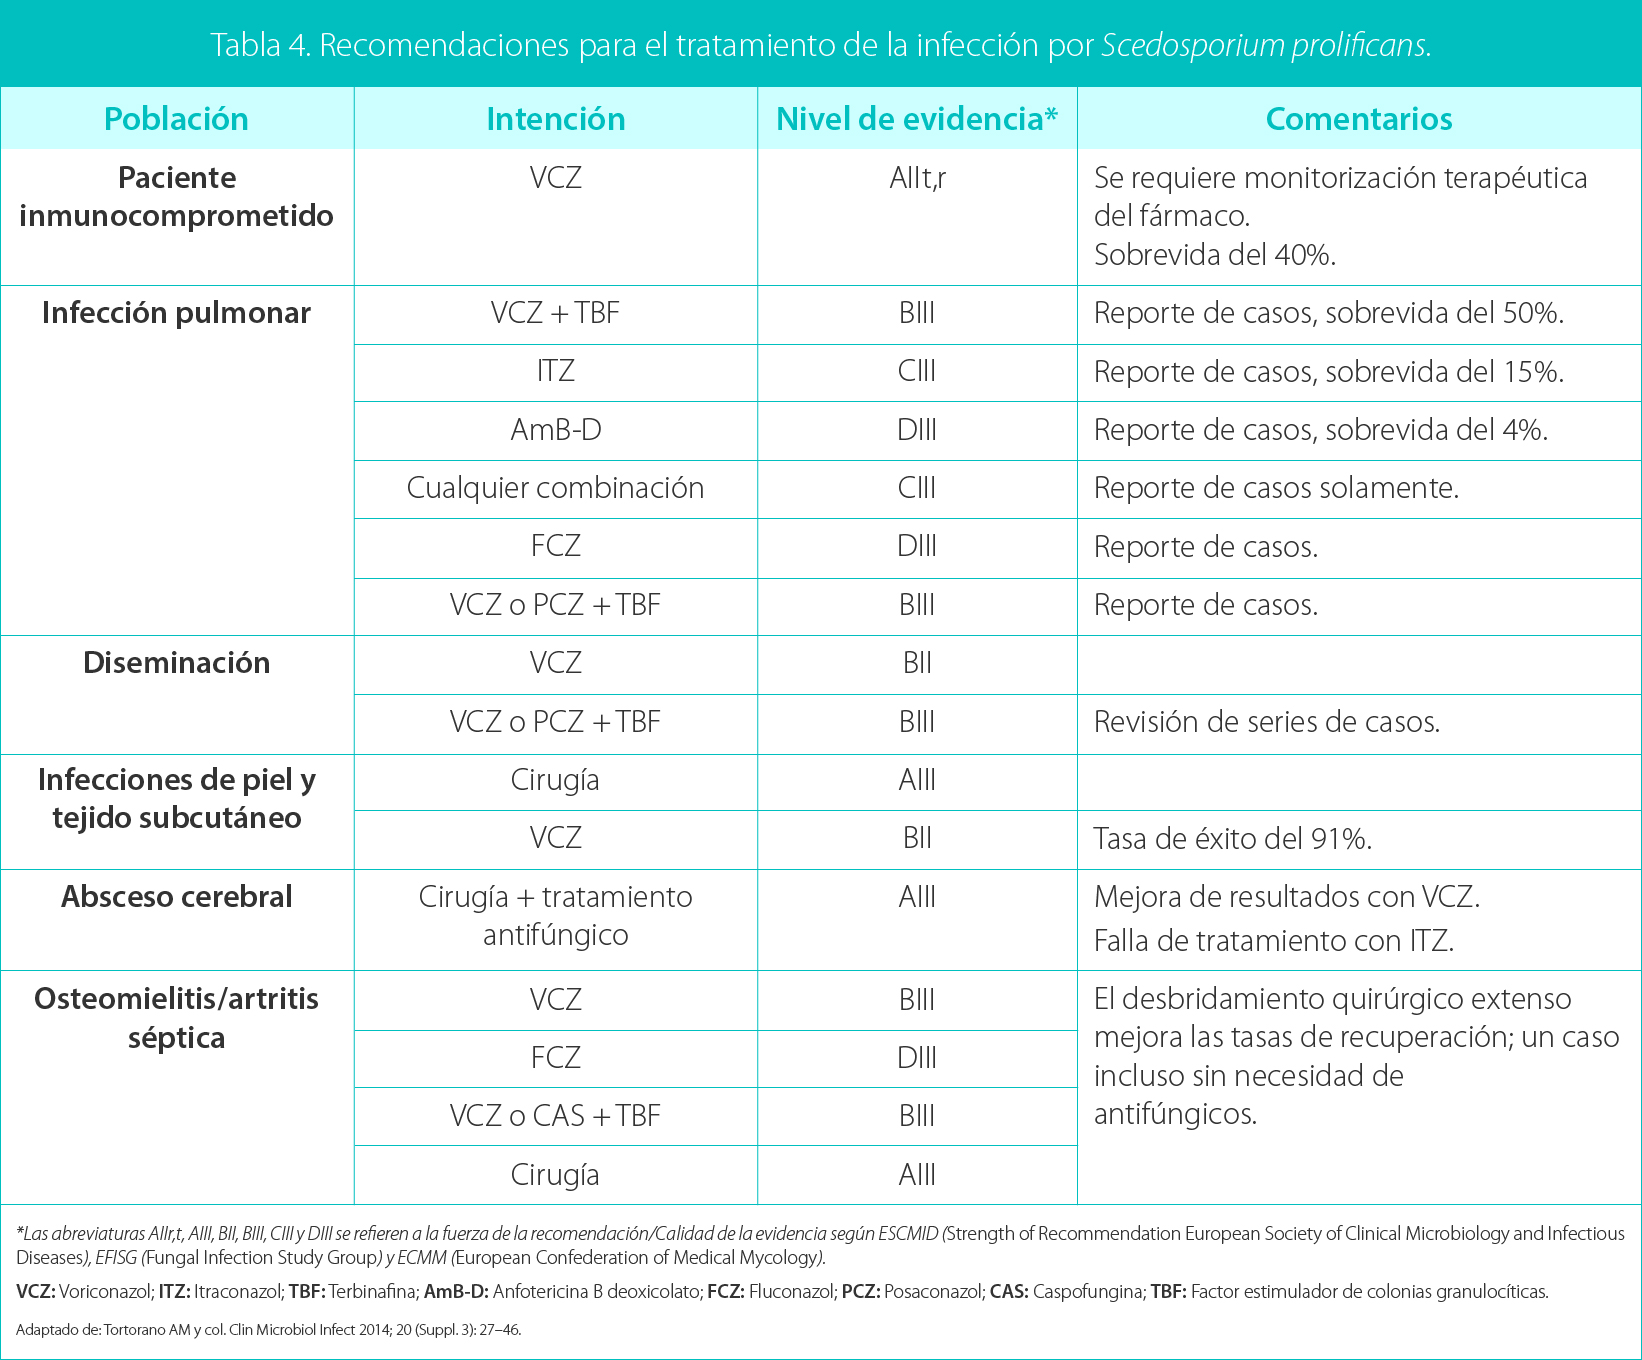 Tabla 4. Recomendaciones para el tratamiento de la infección por Scedosporium prolificans.
Población Intención Nivel de evidencia* Comentarios
Paciente inmunocomprometido VCZ AIIt,r Se requiere monitorización terapéutica
del fármaco.
Sobrevida del 40%.
Infección pulmonar VCZ + TBF BIII Reporte de casos, sobrevida del 50%.
ITZ CIII Reporte de casos, sobrevida del 15%.
AmB-D DIII Reporte de casos, sobrevida del 4%.
Cualquier combinación CIII Reporte de casos solamente.
FCZ DIII Reporte de casos.
VCZ o PCZ + TBF BIII Reporte de casos.
Diseminación VCZ BII
VCZ o PCZ + TBF BIII Revisión de series de casos.
Infecciones de piel y
tejido subcutáneo
Cirugía AIII
VCZ BII Tasa de éxito del 91%.
Absceso cerebral Cirugía + tratamiento
antifúngico
AIII Mejora de resultados con VCZ.
Falla de tratamiento con ITZ.
Osteomielitis/artritis
séptica
VCZ BIII
FCZ DIII
VCZ o CAS + TBF BIII
Cirugía AIII
El desbridamiento quirúrgico extenso
mejora las tasas de recuperación; un caso
incluso sin necesidad de
antifúngicos.
*Las abreviaturas AIIr,t, AIII, BII, BIII, CIII y DIII se refieren a la fuerza de la recomendación/Calidad de la evidencia según ESCMID (Strength of Recommendation European Society of Clinical Microbiology and Infectious
Diseases), EFISG (Fungal Infection Study Group) y ECMM (European Confederation of Medical Mycology).
VCZ: Voriconazol; ITZ: Itraconazol; TBF: Terbinafina; AmB-D: Anfotericina B deoxicolato; FCZ: Fluconazol; PCZ: Posaconazol; CAS: Caspofungina; TBF: Factor estimulador de colonias granulocíticas.
Adaptado de: Tortorano AM y col. Clin Microbiol Infect 2014; 20 (Suppl. 3): 27–46.